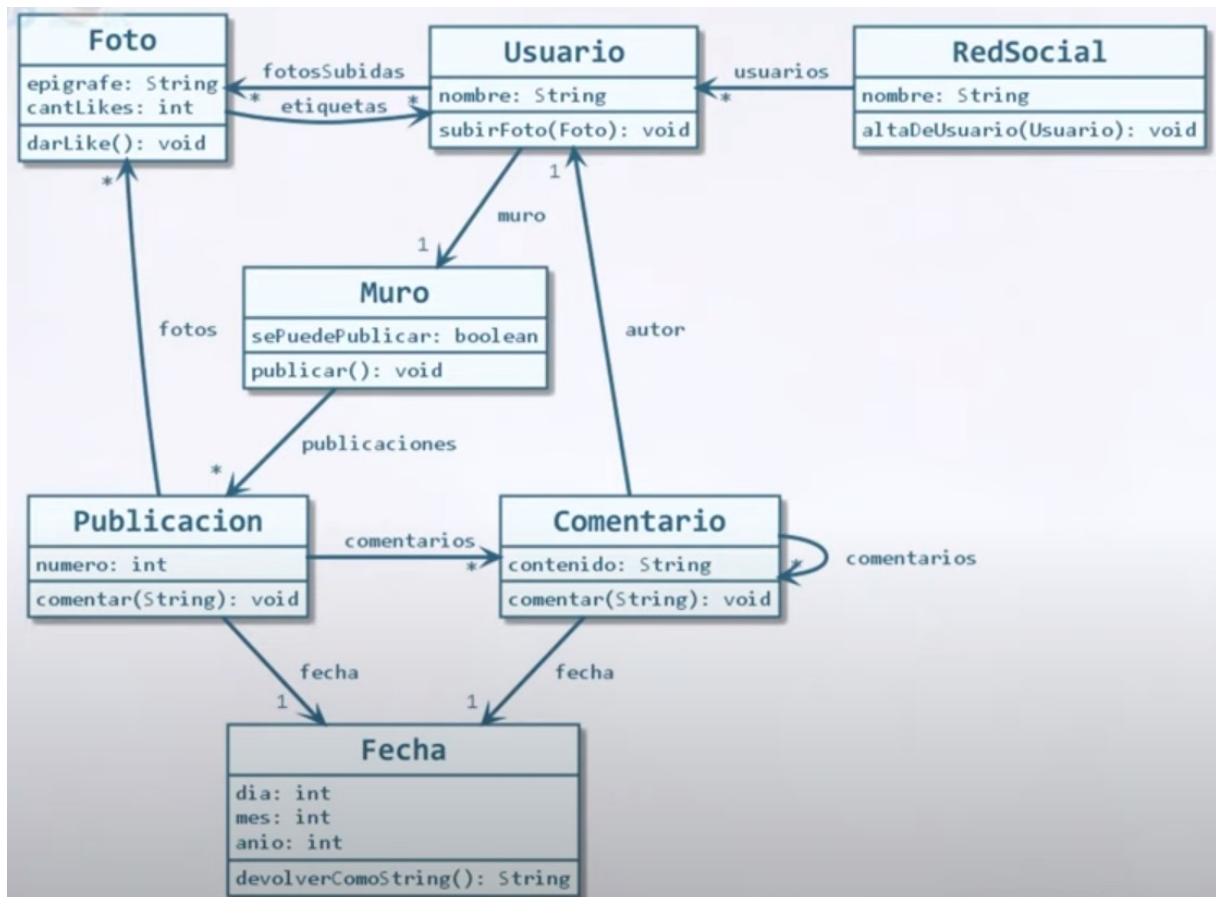 Foto
epigrafe: String
cantLikes: int
darLike(): void
fotosSubidas
*
etiquetas
*
Usuario
nombre: String
subirFoto(Foto): void
usuarios
*
RedSocial
nombre: String
altaDeUsuario(Usuario): void
*
1
muro
1
Muro
sePuedePublicar: boolean
publicar(): void
fotos
autor
publicaciones
*
Publicacion
numero: int
comentar(String): void
comentarios
*
Comentario
contenido: String
comentar(String): void
*
comentarios
fecha
1
fecha
1
Fecha
dia: int
mes: int
anio: int
devolverComoString(): String